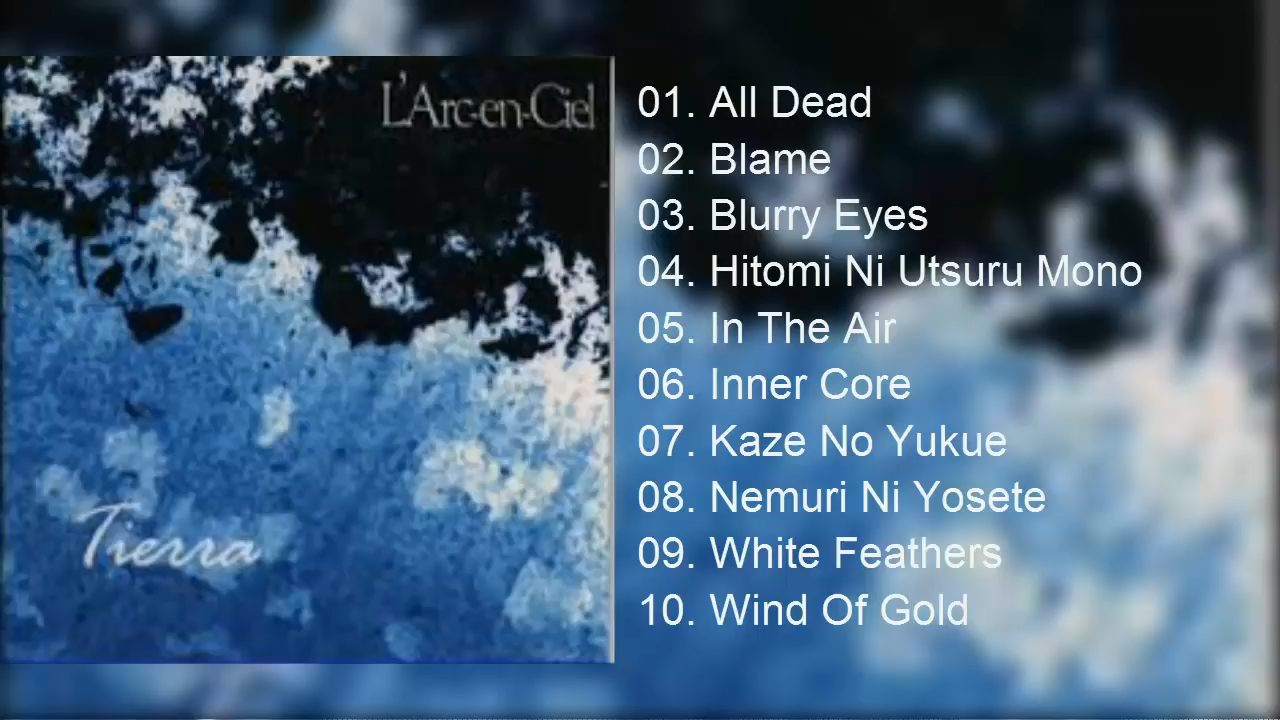 L'Arc-en-Ciel
Tierra
01. All Dead
02. Blame
03. Blurry Eyes
04. Hitomi Ni Utsuru Mono
05. In The Air
06. Inner Core
07. Kaze No Yukue
08. Nemuri Ni Yosete
09. White Feathers
10. Wind Of Gold